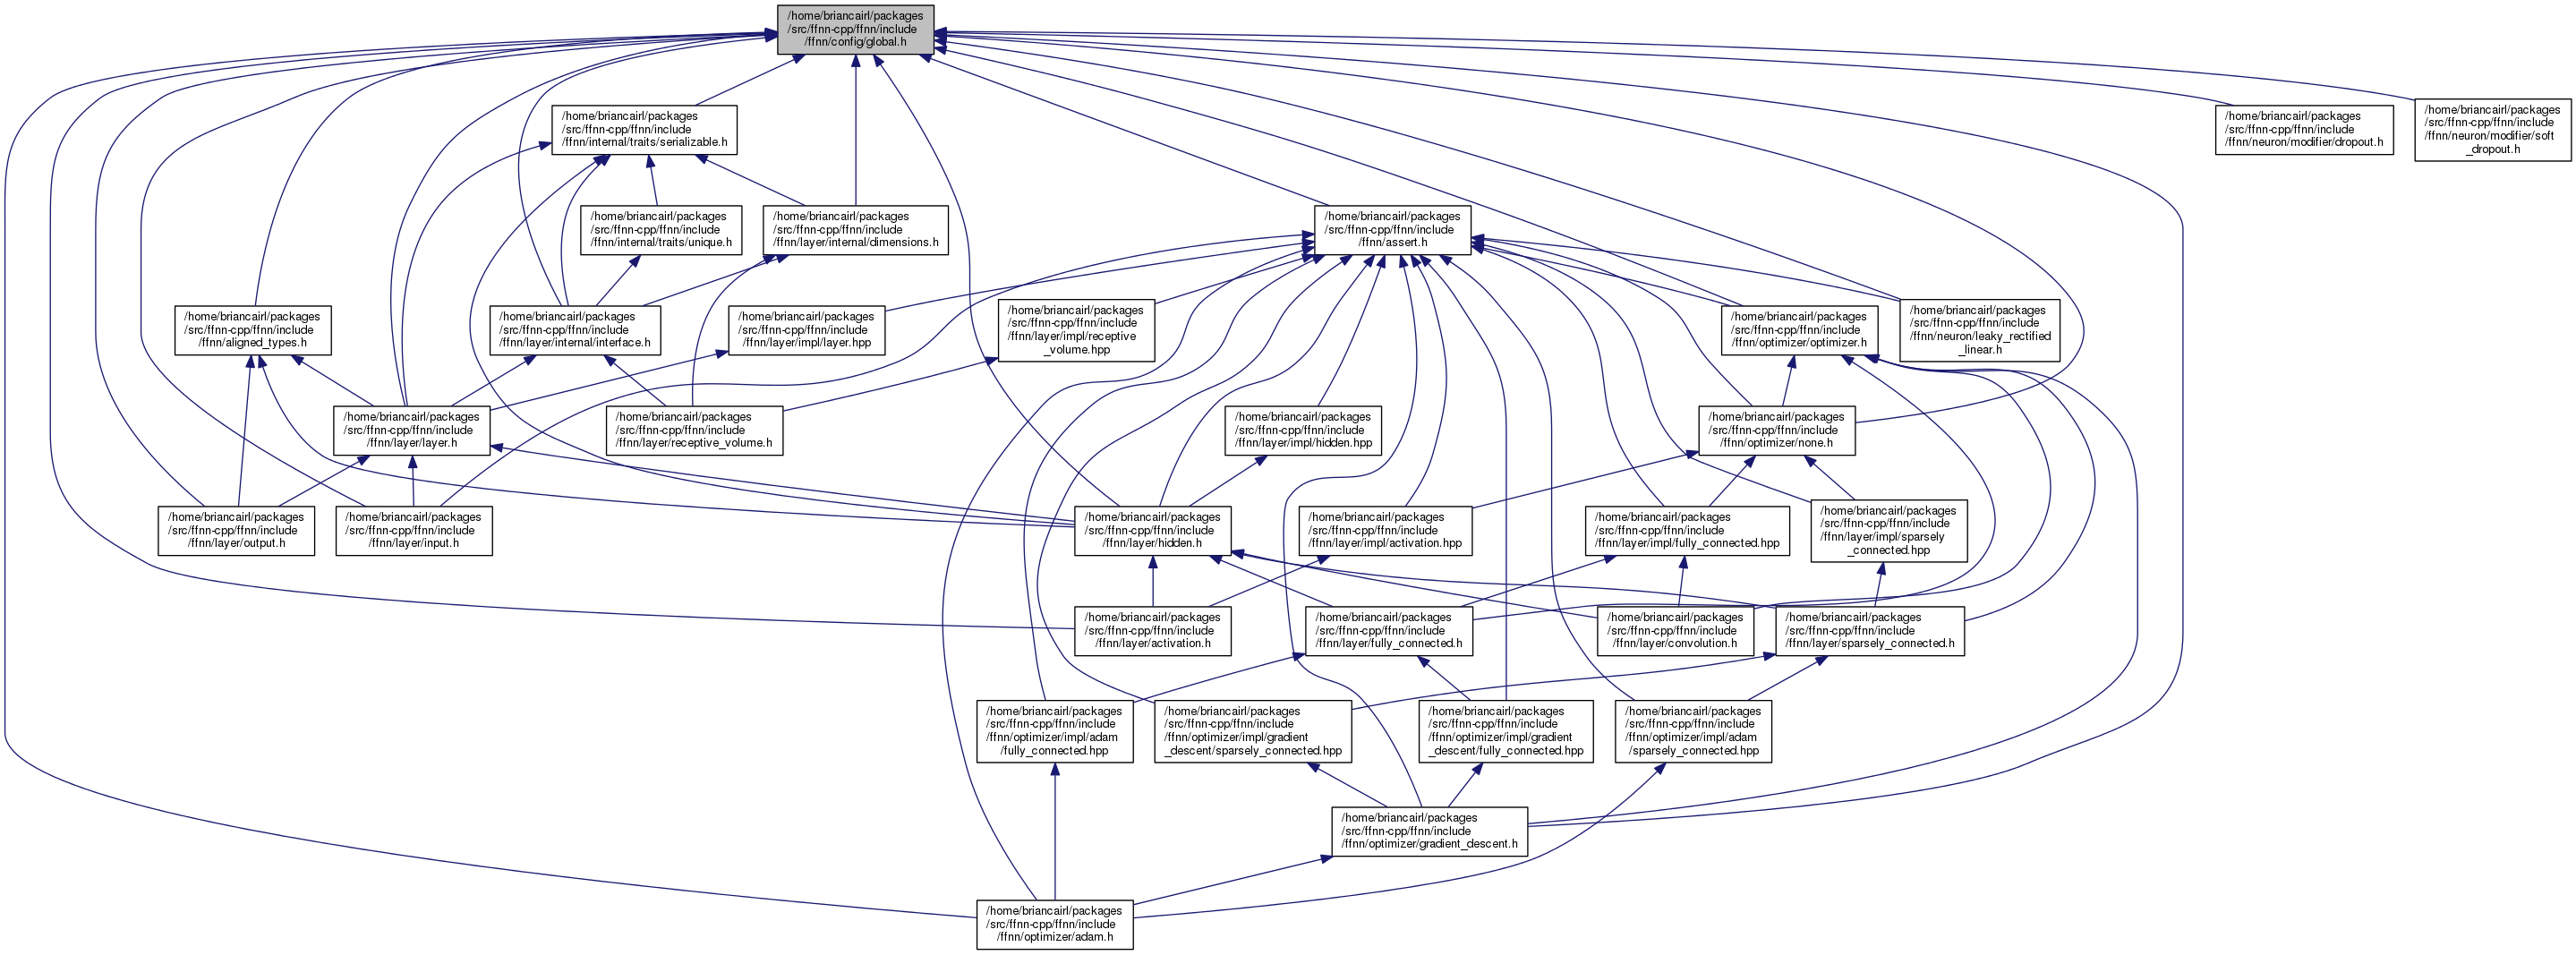 /home/briancairl/packages
/src/ffnn-cpp/ffnn/include
/ffnn/config/global.h
/home/briancairl/packages
/src/ffnn-cpp/ffnn/include
/ffnn/internal/traits/serializable.h
/home/briancairl/packages
/src/ffnn-cpp/ffnn/include
/ffnn/neuron/modifier/dropout.h
/home/briancairl/packages
/src/ffnn-cpp/ffnn/include
/ffnn/neuron/modifier/soft
_dropout.h
/home/briancairl/packages
/src/ffnn-cpp/ffnn/include
/ffnn/internal/traits/unique.h
/home/briancairl/packages
/src/ffnn-cpp/ffnn/include
/ffnn/layer/internal/dimensions.h
/home/briancairl/packages
/src/ffnn-cpp/ffnn/include
/ffnn/assert.h
/home/briancairl/packages
/src/ffnn-cpp/ffnn/include
/ffnn/aligned_types.h
/home/briancairl/packages
/src/ffnn-cpp/ffnn/include
/ffnn/layer/internal/interface.h
/home/briancairl/packages
/src/ffnn-cpp/ffnn/include
/ffnn/layer/impl/layer.hpp
/home/briancairl/packages
/src/ffnn-cpp/ffnn/include
/ffnn/layer/impl/receptive
_volume.hpp
/home/briancairl/packages
/src/ffnn-cpp/ffnn/include
/ffnn/optimizer/optimizer.h
/home/briancairl/packages
/src/ffnn-cpp/ffnn/include
/ffnn/neuron/leaky_rectified
_linear.h
/home/briancairl/packages
/src/ffnn-cpp/ffnn/include
/ffnn/layer/layer.h
/home/briancairl/packages
/src/ffnn-cpp/ffnn/include
/ffnn/layer/receptive_volume.h
/home/briancairl/packages
/src/ffnn-cpp/ffnn/include
/ffnn/layer/impl/hidden.hpp
/home/briancairl/packages
/src/ffnn-cpp/ffnn/include
/ffnn/optimizer/none.h
/home/briancairl/packages
/src/ffnn-cpp/ffnn/include
/ffnn/layer/output.h
/home/briancairl/packages
/src/ffnn-cpp/ffnn/include
/ffnn/layer/input.h
/home/briancairl/packages
/src/ffnn-cpp/ffnn/include
/ffnn/layer/hidden.h
/home/briancairl/packages
/src/ffnn-cpp/ffnn/include
/ffnn/layer/impl/activation.hpp
/home/briancairl/packages
/src/ffnn-cpp/ffnn/include
/ffnn/layer/impl/fully_connected.hpp
/home/briancairl/packages
/src/ffnn-cpp/ffnn/include
/ffnn/layer/impl/sparsely
_connected.hpp
/home/briancairl/packages
/src/ffnn-cpp/ffnn/include
/ffnn/layer/activation.h
/home/briancairl/packages
/src/ffnn-cpp/ffnn/include
/ffnn/layer/fully_connected.h
/home/briancairl/packages
/src/ffnn-cpp/ffnn/include
/ffnn/layer/convolution.h
/home/briancairl/packages
/src/ffnn-cpp/ffnn/include
/ffnn/layer/sparsely_connected.h
/home/briancairl/packages
/src/ffnn-cpp/ffnn/include
/ffnn/optimizer/impl/adam
/fully_connected.hpp
/home/briancairl/packages
/src/ffnn-cpp/ffnn/include
/ffnn/optimizer/impl/gradient
_descent/sparsely_connected.hpp
/home/briancairl/packages
/src/ffnn-cpp/ffnn/include
/ffnn/optimizer/impl/gradient
_descent/fully_connected.hpp
/home/briancairl/packages
/src/ffnn-cpp/ffnn/include
/ffnn/optimizer/impl/adam
/sparsely_connected.hpp
/home/briancairl/packages
/src/ffnn-cpp/ffnn/include
/ffnn/optimizer/gradient_descent.h
/home/briancairl/packages
/src/ffnn-cpp/ffnn/include
/ffnn/optimizer/adam.h